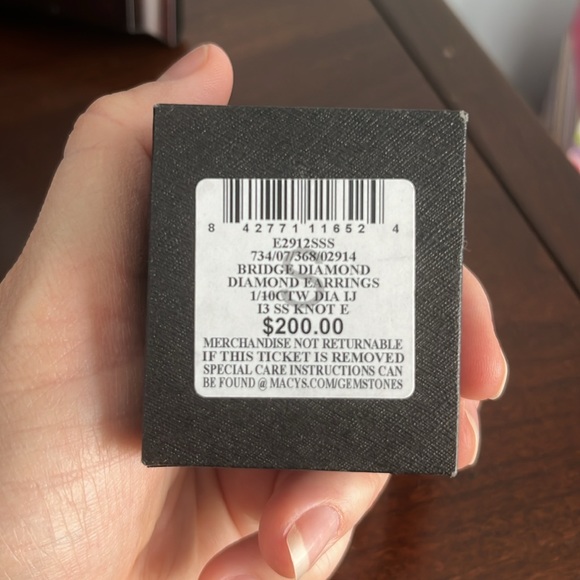 8 42771 11652 4
E2912SSS
734/07/368/02914
BRIDGE DIAMOND
DIAMOND EARRINGS
1/10CTW DIA IJ
I3 SS KNOT E
$200.00
MERCHANDISE NOT RETURNABLE
IF THIS TICKET IS REMOVED
SPECIAL CARE INSTRUCTIONS CAN
BE FOUND @ MACYS.COM/GEMSTONES